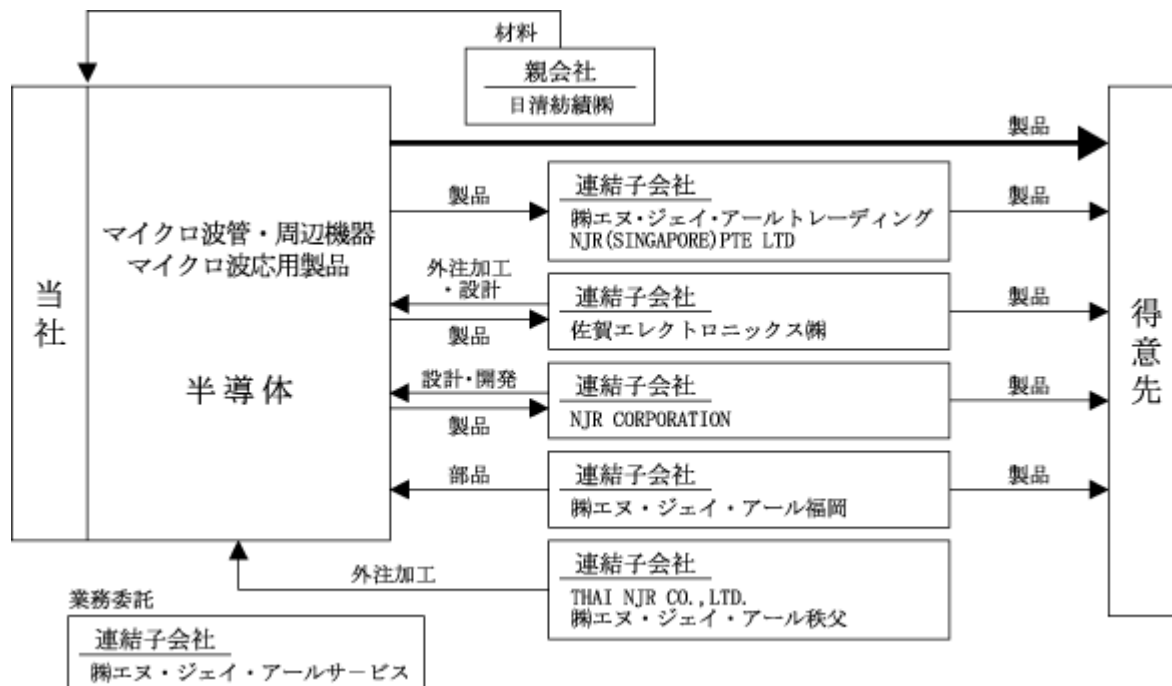 材料
親会社
日清紡績㈱
当社
マイクロ波管・周辺機器
マイクロ波応用製品
半導体
製品
製品
連結子会社
㈱エヌ・ジェイ・アールトレーディング
NJR(SINGAPORE)PTE LTD
製品
外注加工
・設計
製品
連結子会社
佐賀エレクトロニックス㈱
製品
設計・開発
製品
連結子会社
NJR CORPORATION
製品
部品
連結子会社
㈱エヌ・ジェイ・アール福岡
製品
外注加工
連結子会社
THAI NJR CO.,LTD.
㈱エヌ・ジェイ・アール秩父
得意先
業務委託
連結子会社
㈱エヌ・ジェイ・アールサービス